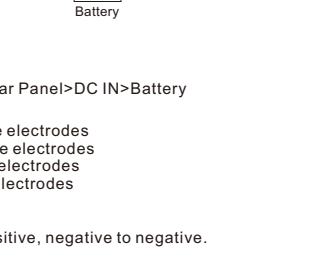 Battery
ar Panel>DC IN>Battery
e electrodes
e electrodes
electrodes
lectrodes
sitive, negative to negative.